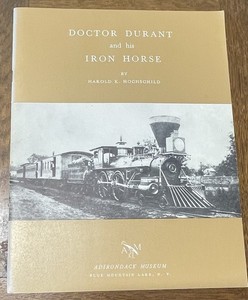 DOCTOR DURANT
and his
IRON HORSE
BY
HAROLD K. HOCHSCHILD
ADIRONDACK MUSEUM
BLUE MOUNTAIN LAKE, N. Y.